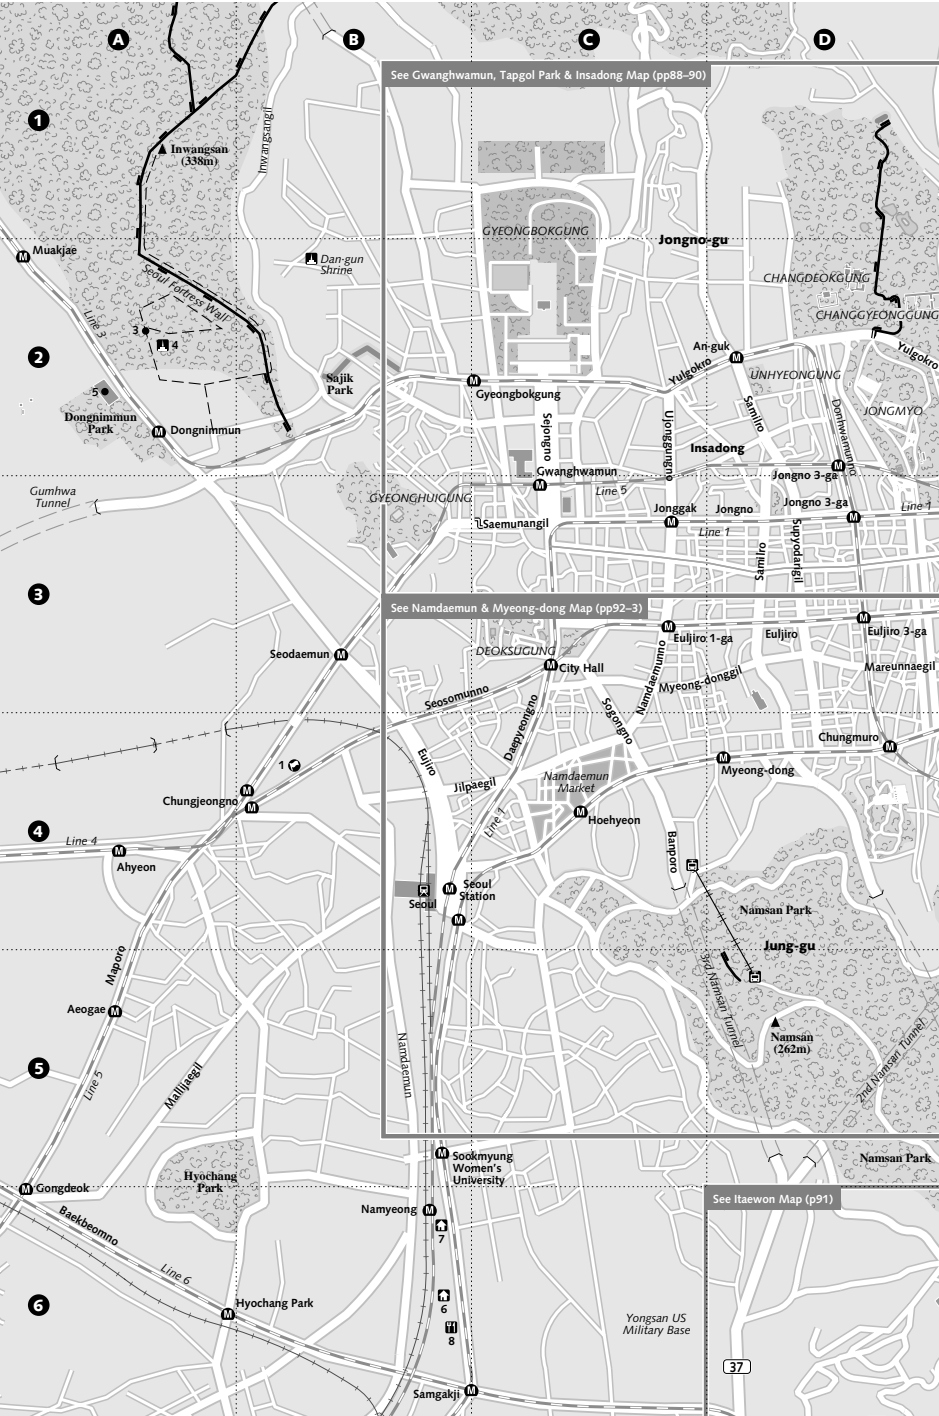 A
B
C
D
See Gwanghwamun, Tapgol Park & Insadong Map (pp88–90)
1
Inwangsan
(338m)
Inwangsangil
GYEONGBOKGUNG
Jongno-gu
Muakjae
Dan-gun
Shrine
CHANGDEOKGUNG
Seoul Fortress Wall
CHANGGYEONGGUNG
Line 3
3
4
2
An-guk
Yulgokro
Yulgokro
UNHYEONGUNG
Sajik
Park
Gyeongbokgung
5
Dongnimmun
Park
Dongnimmun
Sejongno
Ujonggungno
Samilro
Donhwamunno
JONGMYO
Insadong
Gwanghwamun
Jongno 3-ga
Gumhwa
Tunnel
GYEONGHUIGUNG
Line 5
Jonggak
Jongno
Jongno 3-ga
Line 1
Saemunangil
Line 1
Samilro
Supyodarigil
3
See Namdaemun & Myeong-dong Map (pp92–3)
Euljiro 1-ga
Euljiro
Euljiro 3-ga
Seodaemun
DEOKSUGUNG
City Hall
Namdaemunno
Mareunnaegil
Myeong-donggil
Seosomunno
Sogongno
Daepyeongno
Chungmuro
Eujiro
1
Myeong-dong
Namdaemun
Market
Jilpaegil
Chungjeongno
Line 1
Hoehyeon
4
Line 4
Ahyeon
Banporo
Seoul
Station
Seoul
Namsan Park
Jung-gu
Maporo
3rd Namsan Tunnel
Aeogae
Namsan
(262m)
Namdaemun
5
Line 5
Mallijaegil
2nd Namsan Tunnel
Sookmyung
Women's
University
Namsan Park
Hyochang
Park
Gongdeok
See Itaewon Map (p91)
Namyeong
Baekbeomno
7
Line 6
6
Hyochang Park
6
Yongsan US
Military Base
8
37
Samgakji